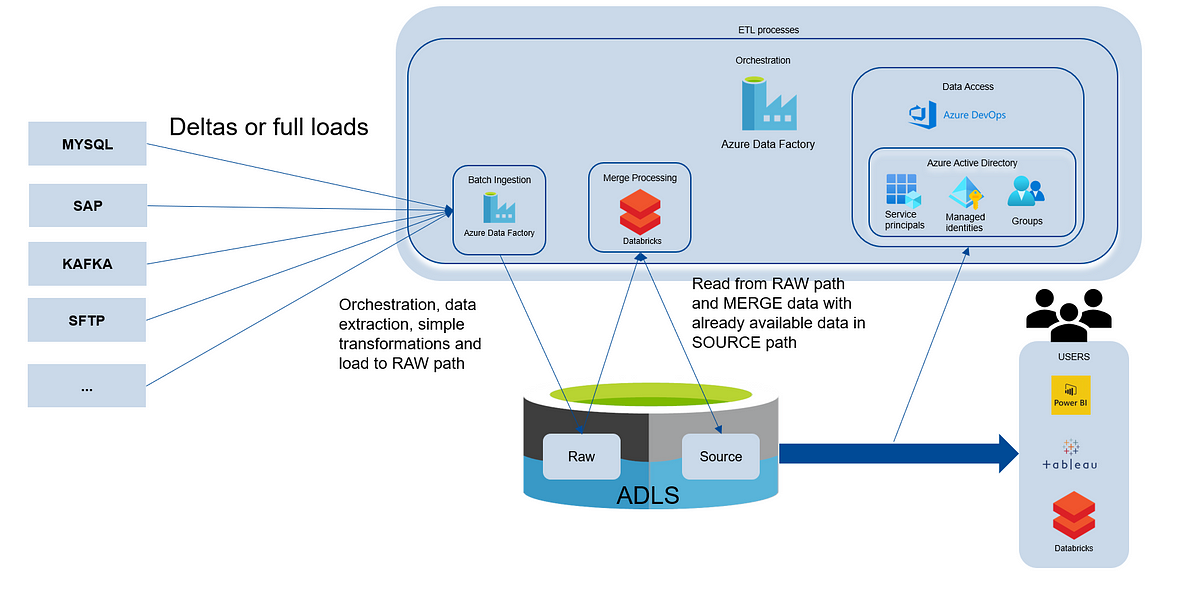 ETL processes
Orchestration
Azure Data Factory
Data Access
Azure DevOps
Azure Active Directory
Service
principals
Managed
identities
Groups
Deltas or full loads
MYSQL
SAP
KAFKA
SFTP
...
Batch Ingestion
Azure Data Factory
Merge Processing
Databricks
Orchestration, data
extraction, simple
transformations and
load to RAW path
Read from RAW path
and MERGE data with
already available data in
SOURCE path
Raw
Source
ADLS
USERS
Power BI
+ableau
Databricks